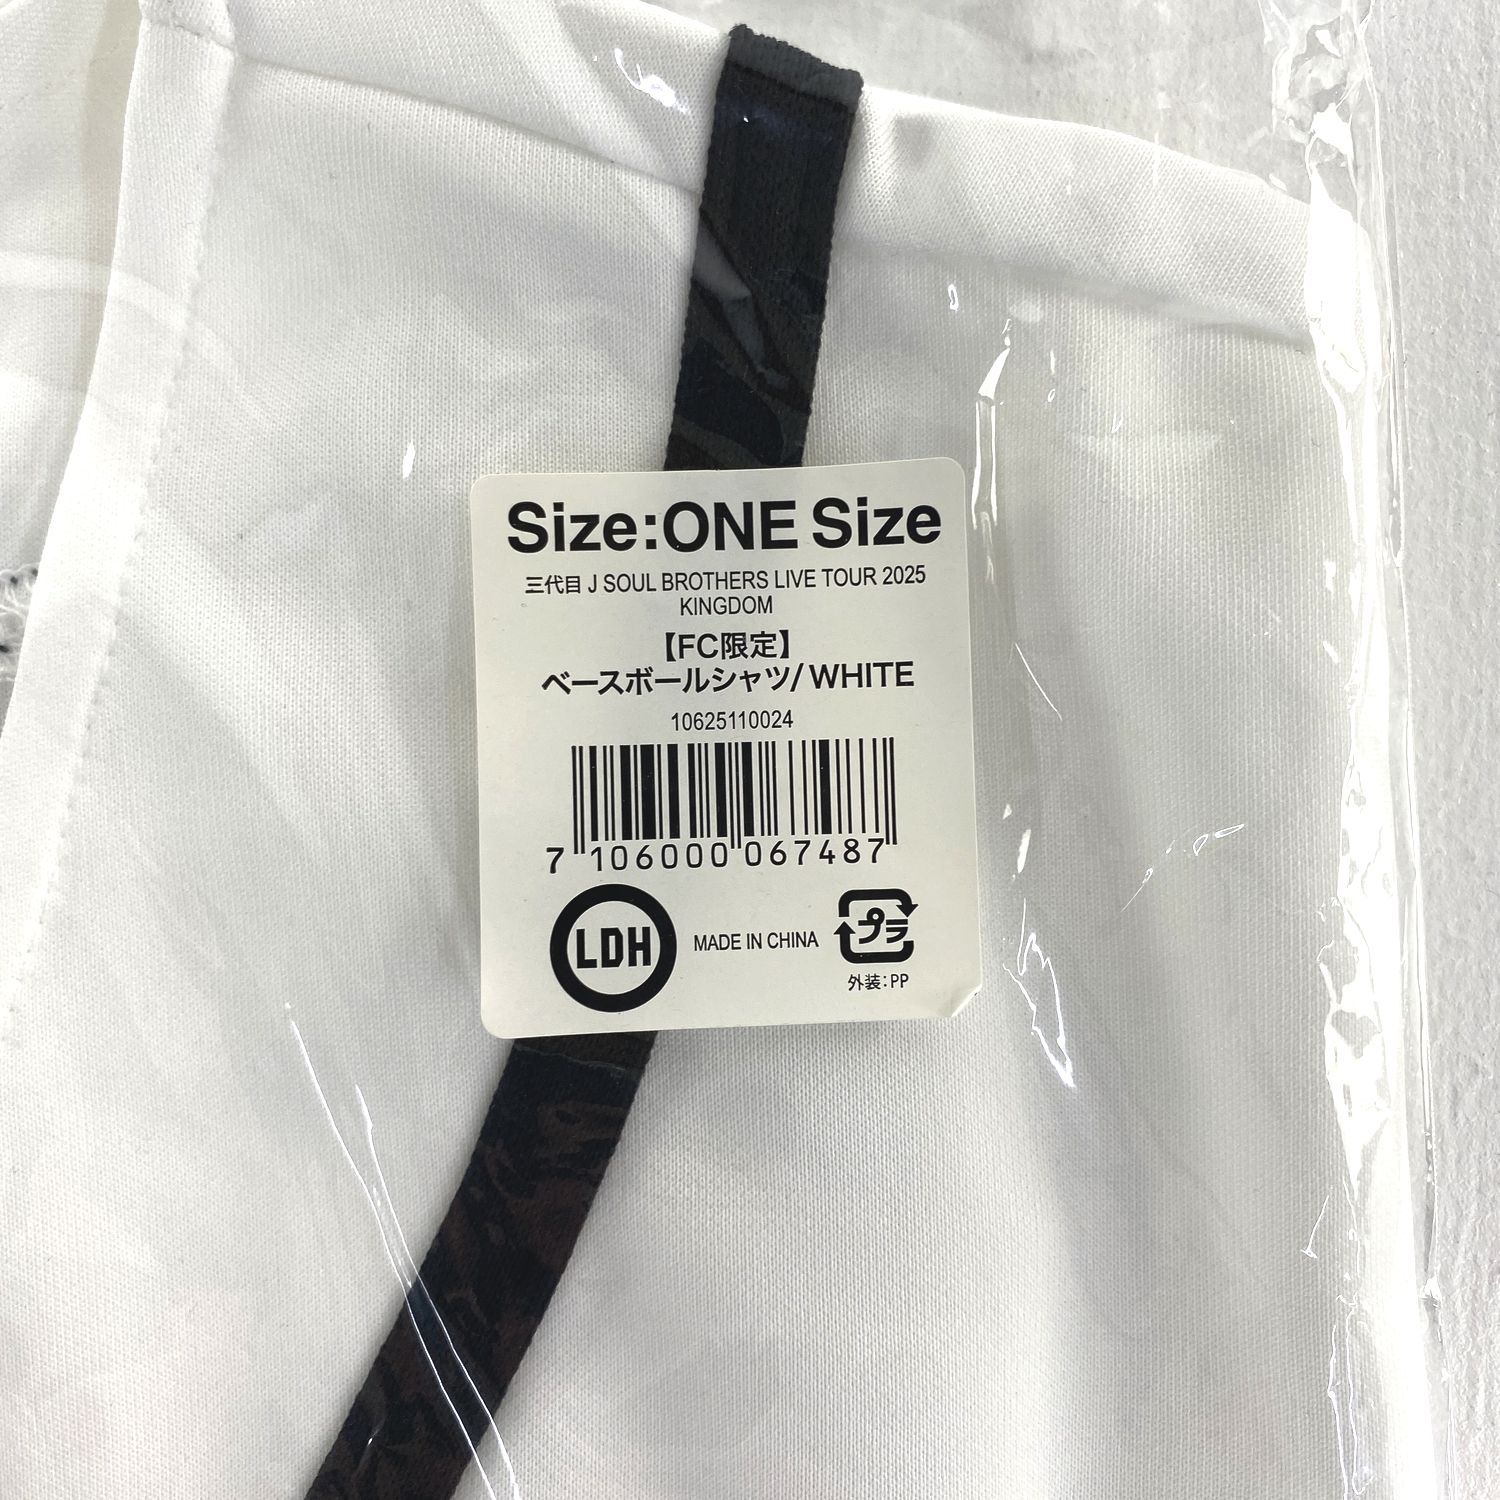 Size:ONE Size
三代目 J SOUL BROTHERS LIVE TOUR 2025
KINGDOM
【FC限定】
ベースボールシャツ/WHITE
10625110024
7 106000 067487
LDH
MADE IN CHINA
プラ
外装:PP